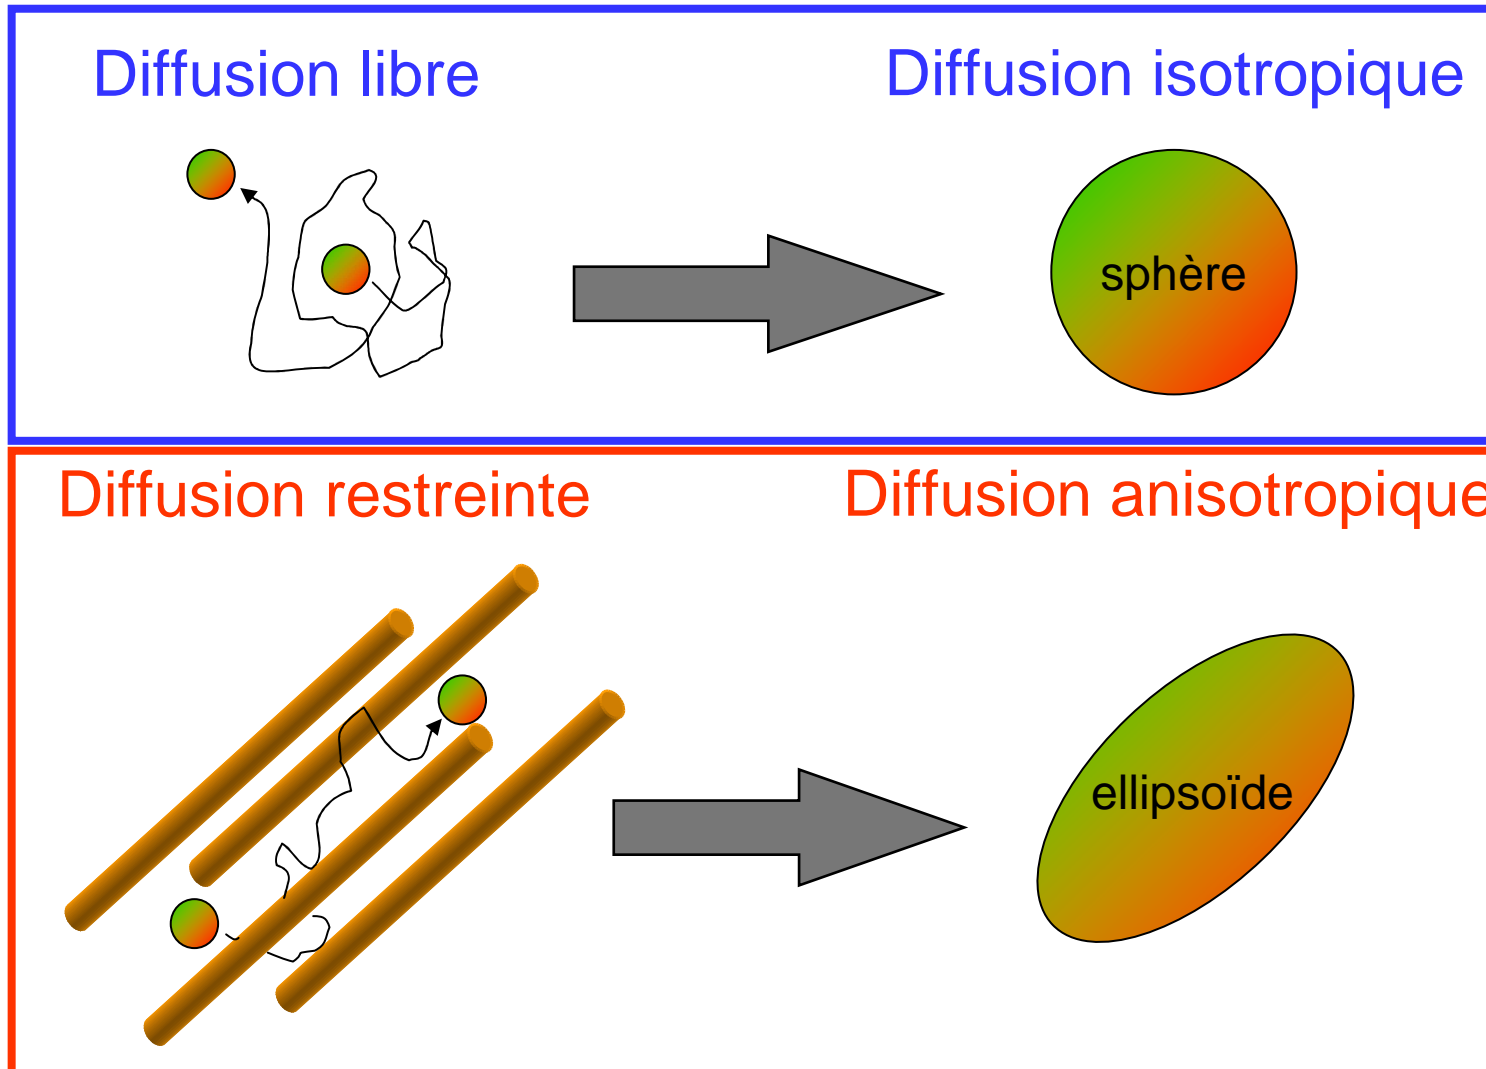 Diffusion libre
Diffusion isotropique
sphère
Diffusion restreinte
Diffusion anisotropique
ellipsoïde